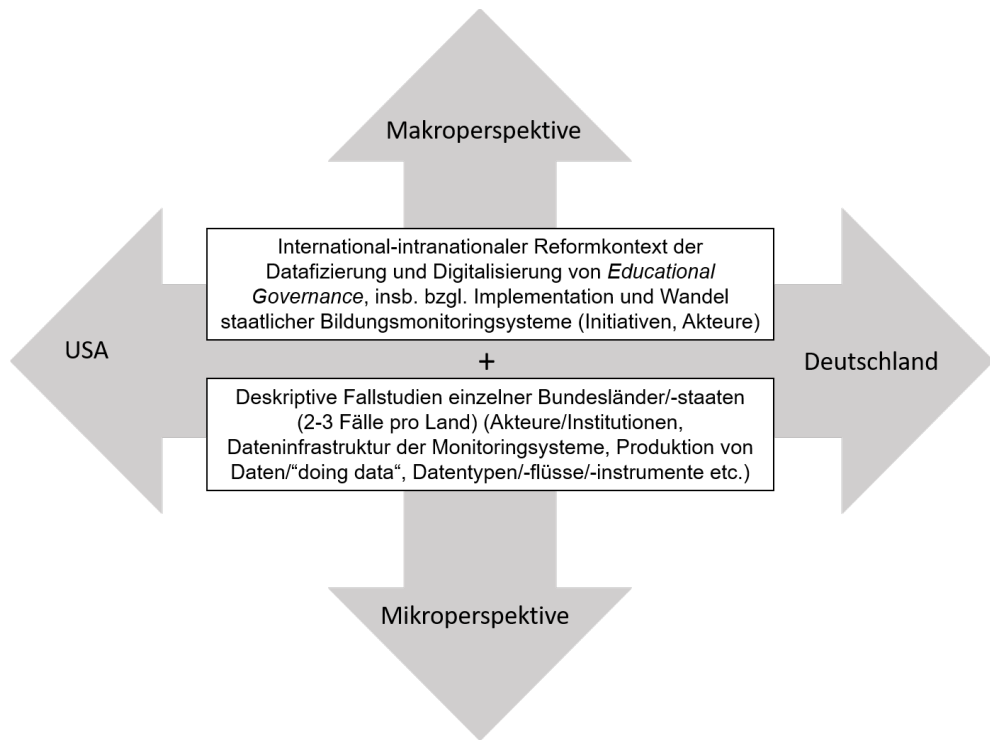 Makroperspektive
International-intranationaler Reformkontext der
Datafizierung und Digitalisierung von Educational
Governance, insb. bzgl. Implementation und Wandel
staatlicher Bildungsmonitoringsysteme (Initiativen, Akteure)
USA
+
Deutschland
Deskriptive Fallstudien einzelner Bundesländer/-staaten
(2-3 Fälle pro Land) (Akteure/Institutionen,
Dateninfrastruktur der Monitoringsysteme, Produktion von
Daten/“doing data“, Datentypen/-flüsse/-instrumente etc.)
Mikroperspektive